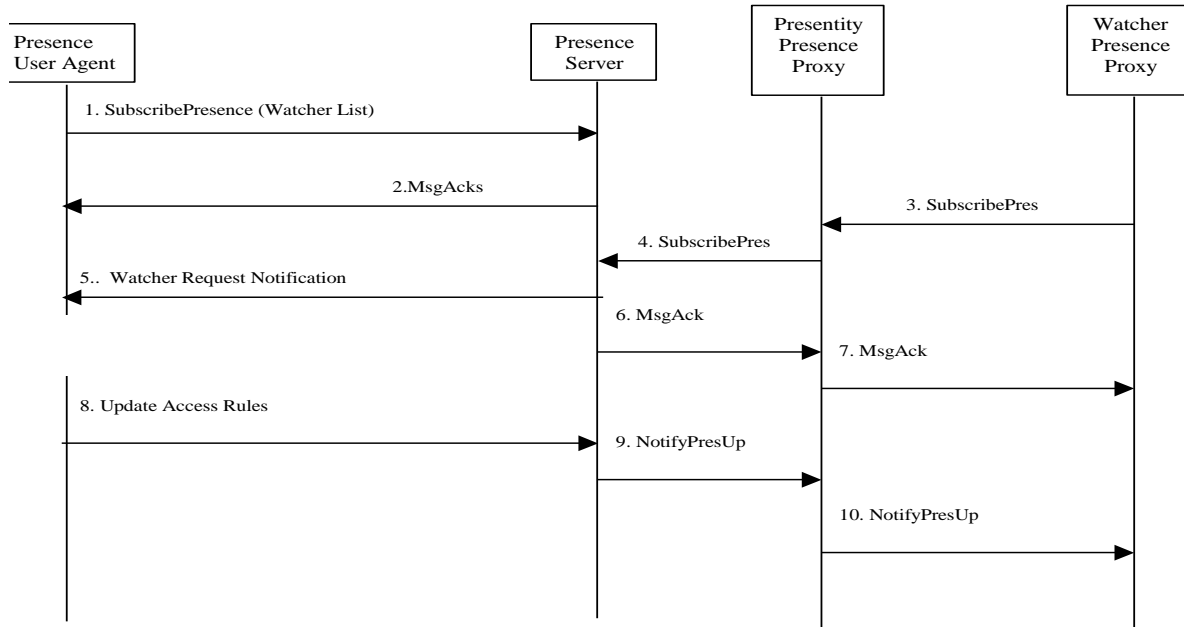 Presence
User Agent
Presence
Server
Presentity
Presence
Proxy
Watcher
Presence
Proxy
1. SubscribePresence (Watcher List)
2.MsgAcks
3. SubscribePres
4. SubscribePres
5.. Watcher Request Notification
6. MsgAck
7. MsgAck
8. Update Access Rules
9. NotifyPresUp
10. NotifyPresUp